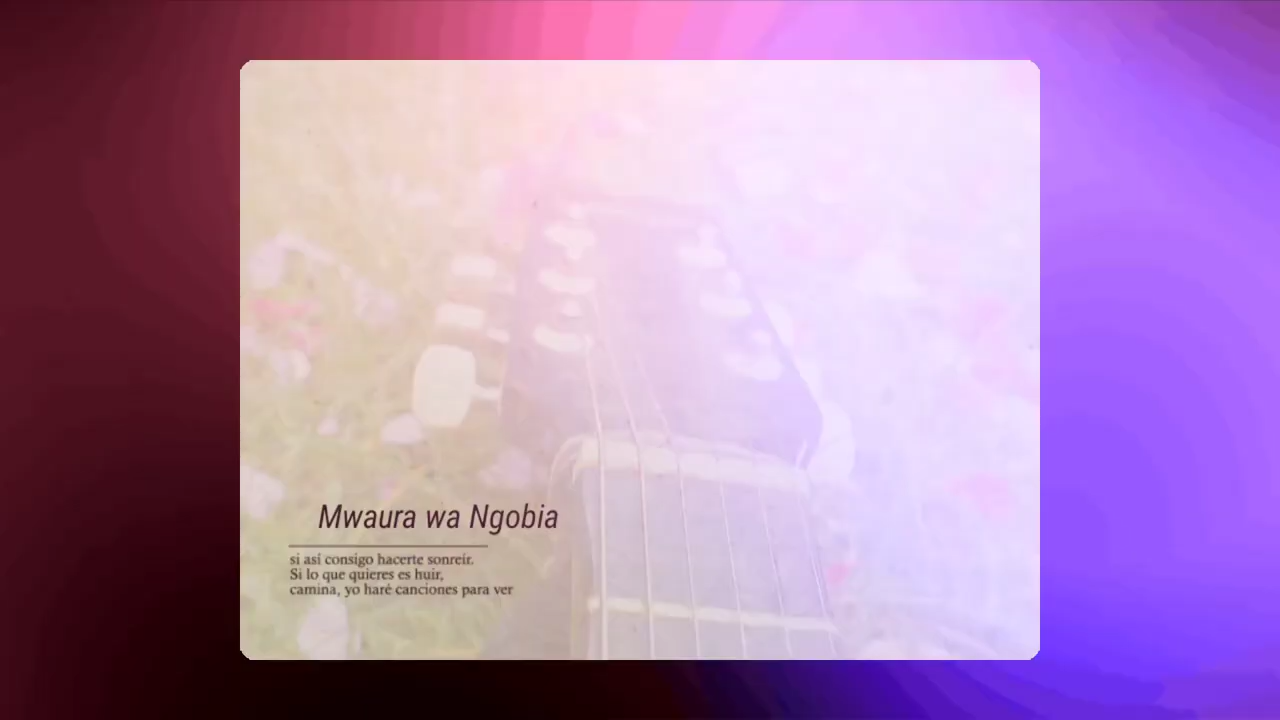 Mwaura wa Ngobia
si así consigo hacerte sonreír.
Si lo que quieres es huir,
camina, yo haré canciones para ver